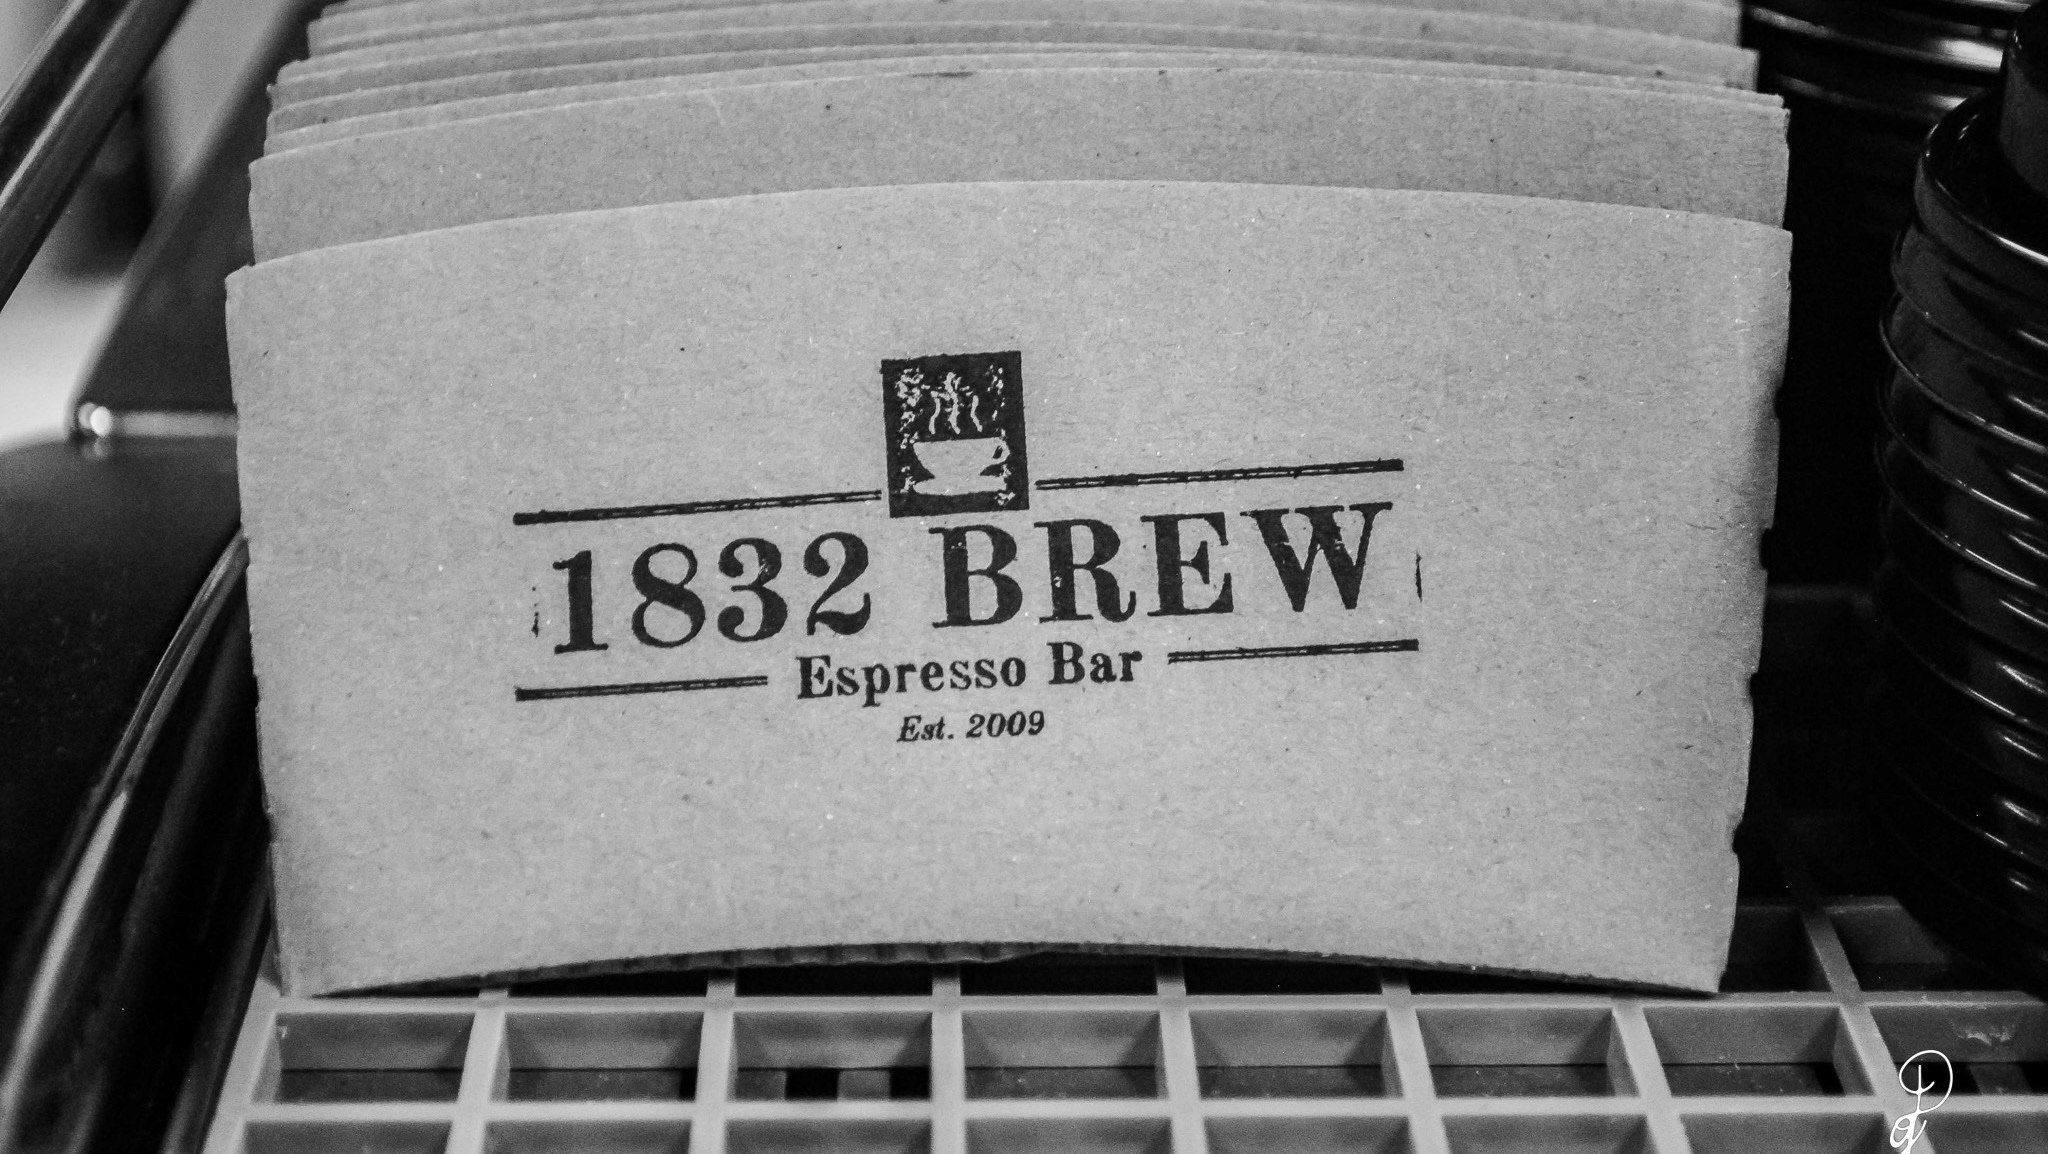 1832 BREW
Espresso Bar
Est. 2009